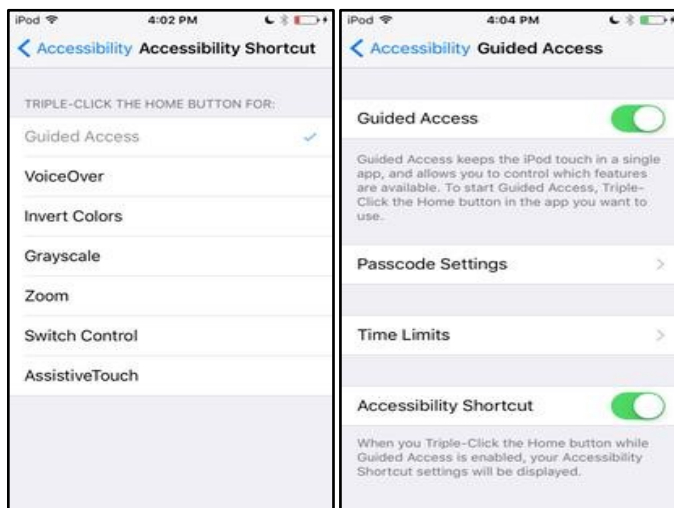 iPod 4:02 PM
Accessibility Accessibility Shortcut
TRIPLE-CLICK THE HOME BUTTON FOR:
Guided Access
VoiceOver
Invert Colors
Grayscale
Zoom
Switch Control
AssistiveTouch
iPod 4:04 PM
Accessibility Guided Access
Guided Access
Guided Access keeps the iPod touch in a single
app, and allows you to control which features
are available. To start Guided Access, Triple-
Click the Home button in the app you want to
use.
Passcode Settings
Time Limits
Accessibility Shortcut
When you Triple-Click the Home button while
Guided Access is enabled, your Accessibility
Shortcut settings will be displayed.